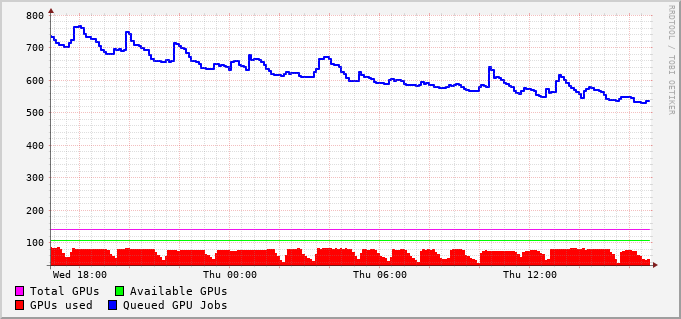 800
700
600
500
400
300
200
100
Wed 18:00 Thu 00:00 Thu 06:00 Thu 12:00
Total GPUs Available GPUs
GPUs used Queued GPU Jobs
RRDTOOL / TOBI OETIKER